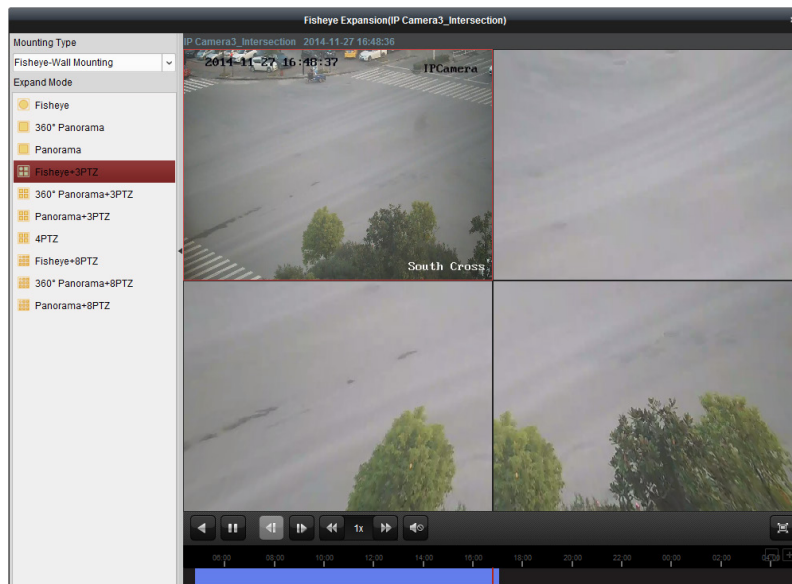 Fisheye Expansion(IP Camera3_Intersection)
Mounting Type
Fisheye-Wall Mounting
Expand Mode
Fisheye
360° Panorama
Panorama
Fisheye+3PTZ
360° Panorama+3PTZ
Panorama+3PTZ
4PTZ
Fisheye+8PTZ
360° Panorama+8PTZ
Panorama+8PTZ
IP Camera3_Intersection 2014-11-27 16:48:36
2014-11-27 16:48:37
IPCamera
South Cross
1x
06:00 08:00 10:00 12:00 14:00 16:00 18:00 20:00 22:00 00:00 02:00 04:00